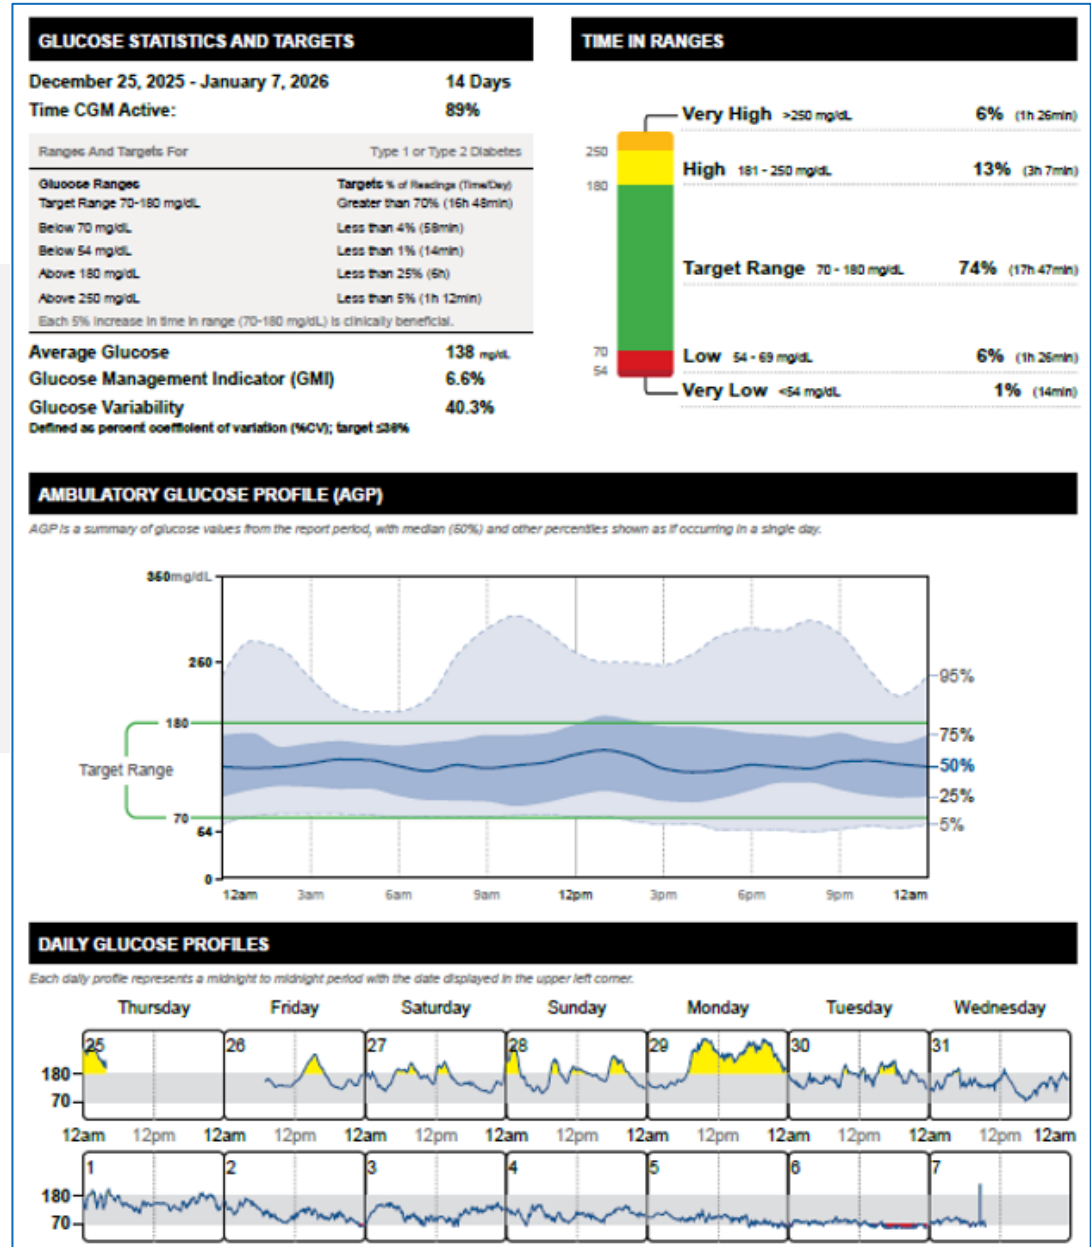 GLUCOSE STATISTICS AND TARGETS
December 25, 2025 - January 7, 2026 14 Days
Time CGM Active: 89%
Ranges And Targets For Type 1 or Type 2 Diabetes
Glucose Ranges Targets % of Readings (Time/Day)
Target Range 70-180 mg/dL Greater than 70% (16h 48min)
Below 70 mg/dL Less than 4% (58min)
Below 54 mg/dL Less than 1% (14min)
Above 180 mg/dL Less than 25% (6h)
Above 250 mg/dL Less than 5% (1h 12min)
Each 5% increase in time in range (70-180 mg/dL) is clinically beneficial.
Average Glucose 138 mg/dL
Glucose Management Indicator (GMI) 6.6%
Glucose Variability 40.3%
Defined as percent coefficient of variation (%CV); target ≤36%
TIME IN RANGES
Very High >250 mg/dL 6% (1h 26min)
250
High 181 - 250 mg/dL 13% (3h 7min)
180
Target Range 70 - 180 mg/dL 74% (17h 47min)
70
Low 54 - 69 mg/dL 6% (1h 26min)
54
Very Low <54 mg/dL 1% (14min)
AMBULATORY GLUCOSE PROFILE (AGP)
AGP is a summary of glucose values from the report period, with median (50%) and other percentiles shown as if occurring in a single day.
350mg/dL
250
95%
180
75%
Target Range
50%
25%
70
5%
54
0
12am 3am 6am 9am 12pm 3pm 6pm 9pm 12am
DAILY GLUCOSE PROFILES
Each daily profile represents a midnight to midnight period with the date displayed in the upper left corner.
Thursday Friday Saturday Sunday Monday Tuesday Wednesday
25 26 27 28 29 30 31
180
70
12am 12pm 12am 12pm 12am 12pm 12am 12pm 12am 12pm 12am 12pm 12am 12pm 12am
1 2 3 4 5 6 7
180
70